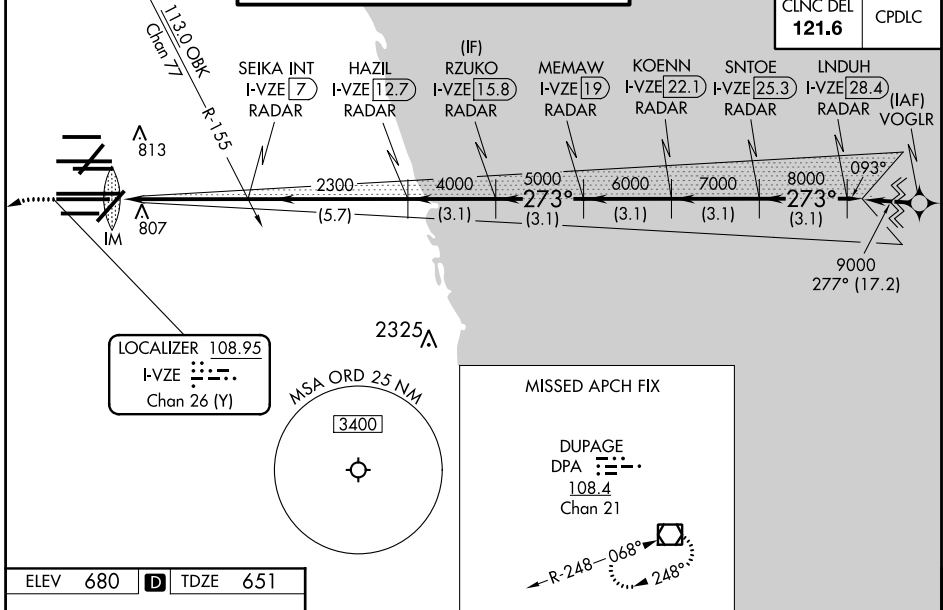 CLNC DEL
121.6
CPDLC
113.0 OBK
Chan 77
R-155
SEIKA INT
I-VZE 7
RADAR
HAZIL
I-VZE 12.7
RADAR
(IF)
RZUKO
I-VZE 15.8
RADAR
MEMAW
I-VZE 19
RADAR
KOENN
I-VZE 22.1
RADAR
SNTOE
I-VZE 25.3
RADAR
LNDUH
I-VZE 28.4
RADAR
(IAF)
VOGLR
813
807
IM
2300
4000
5000
6000
7000
8000
093°
273°
273°
(5.7)
(3.1)
(3.1)
(3.1)
(3.1)
(3.1)
9000
277° (17.2)
LOCALIZER 108.95
I-VZE
Chan 26 (Y)
2325
MSA ORD 25 NM
3400
MISSED APCH FIX
DUPAGE
DPA
108.4
Chan 21
R-248
068°
248°
ELEV 680 D TDZE 651